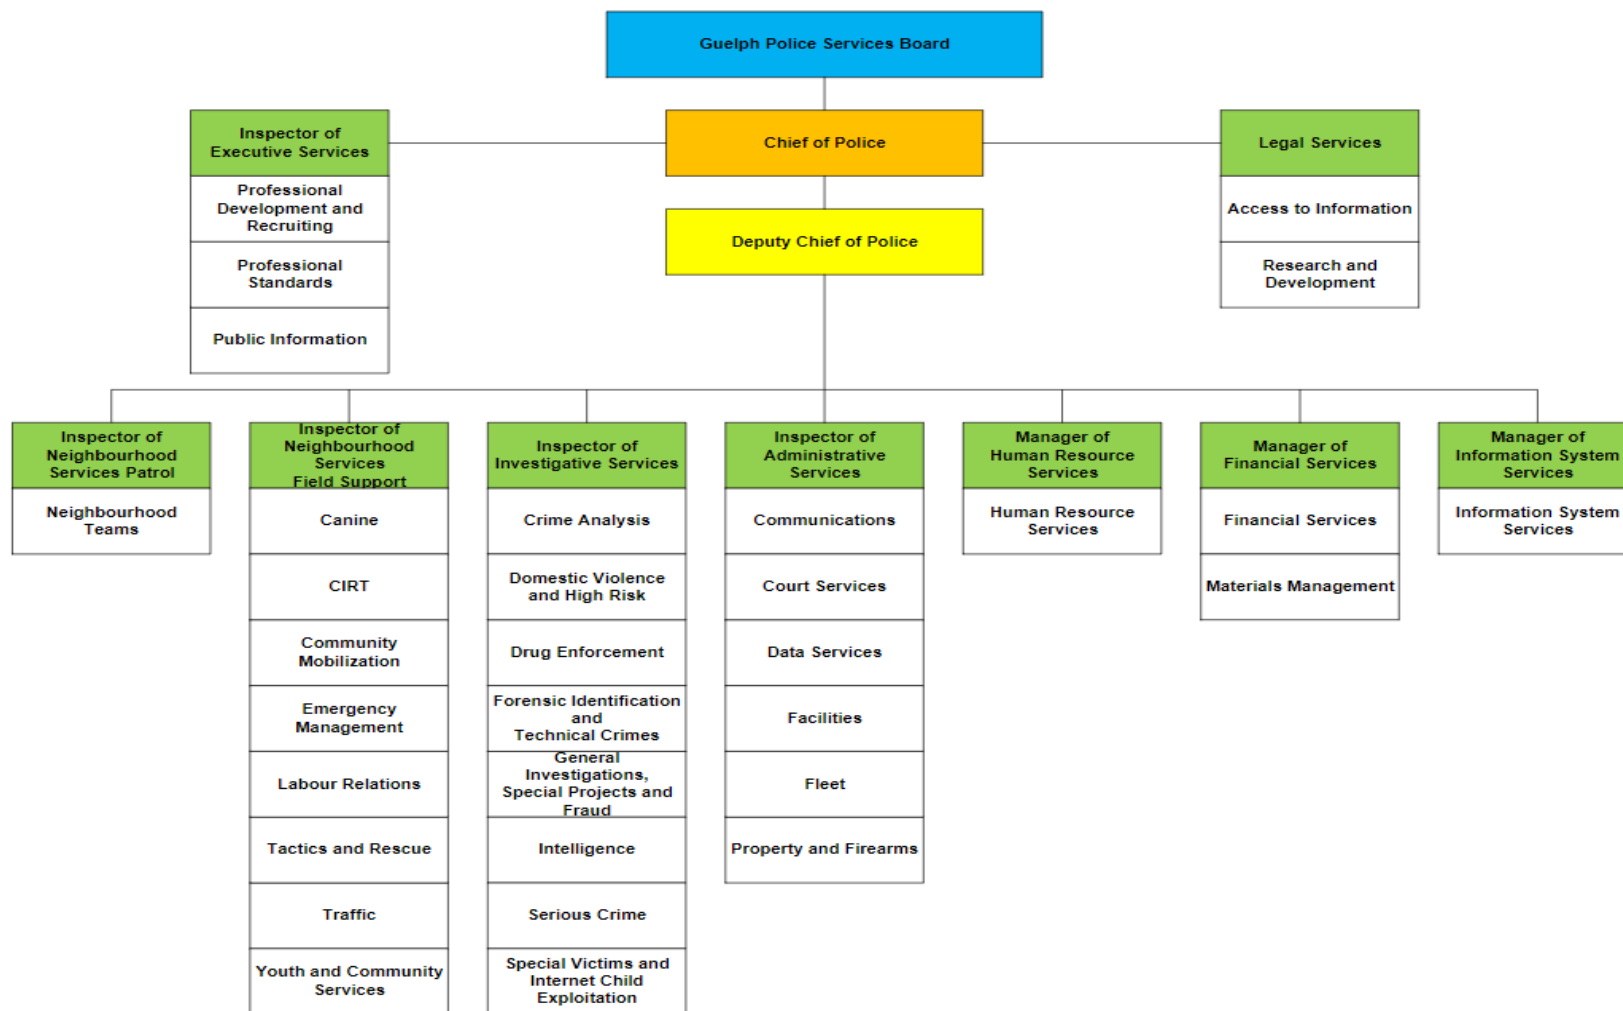 Guelph Police Services Board
Inspector of
Executive Services
Chief of Police
Legal Services
Professional
Development and
Recruiting
Professional
Standards
Public Information
Access to Information
Research and
Development
Deputy Chief of Police
Inspector of
Neighbourhood
Services Patrol
Neighbourhood
Teams
Inspector of
Neighbourhood
Services
Field Support
Canine
CIRT
Community
Mobilization
Emergency
Management
Labour Relations
Tactics and Rescue
Traffic
Youth and Community
Services
Inspector of
Investigative Services
Crime Analysis
Domestic Violence
and High Risk
Drug Enforcement
Forensic Identification
and
Technical Crimes
General
Investigations,
Special Projects and
Fraud
Intelligence
Serious Crime
Special Victims and
Internet Child
Exploitation
Inspector of
Administrative
Services
Communications
Court Services
Data Services
Facilities
Fleet
Property and Firearms
Manager of
Human Resource
Services
Human Resource
Services
Manager of
Financial Services
Financial Services
Materials Management
Manager of
Information System
Services
Information System
Services